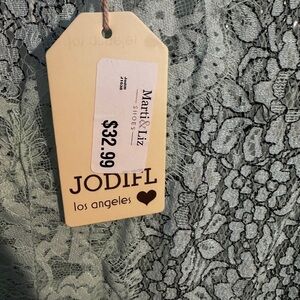 Marti&Liz
SHOES
$32.99
JODIFL
los angeles